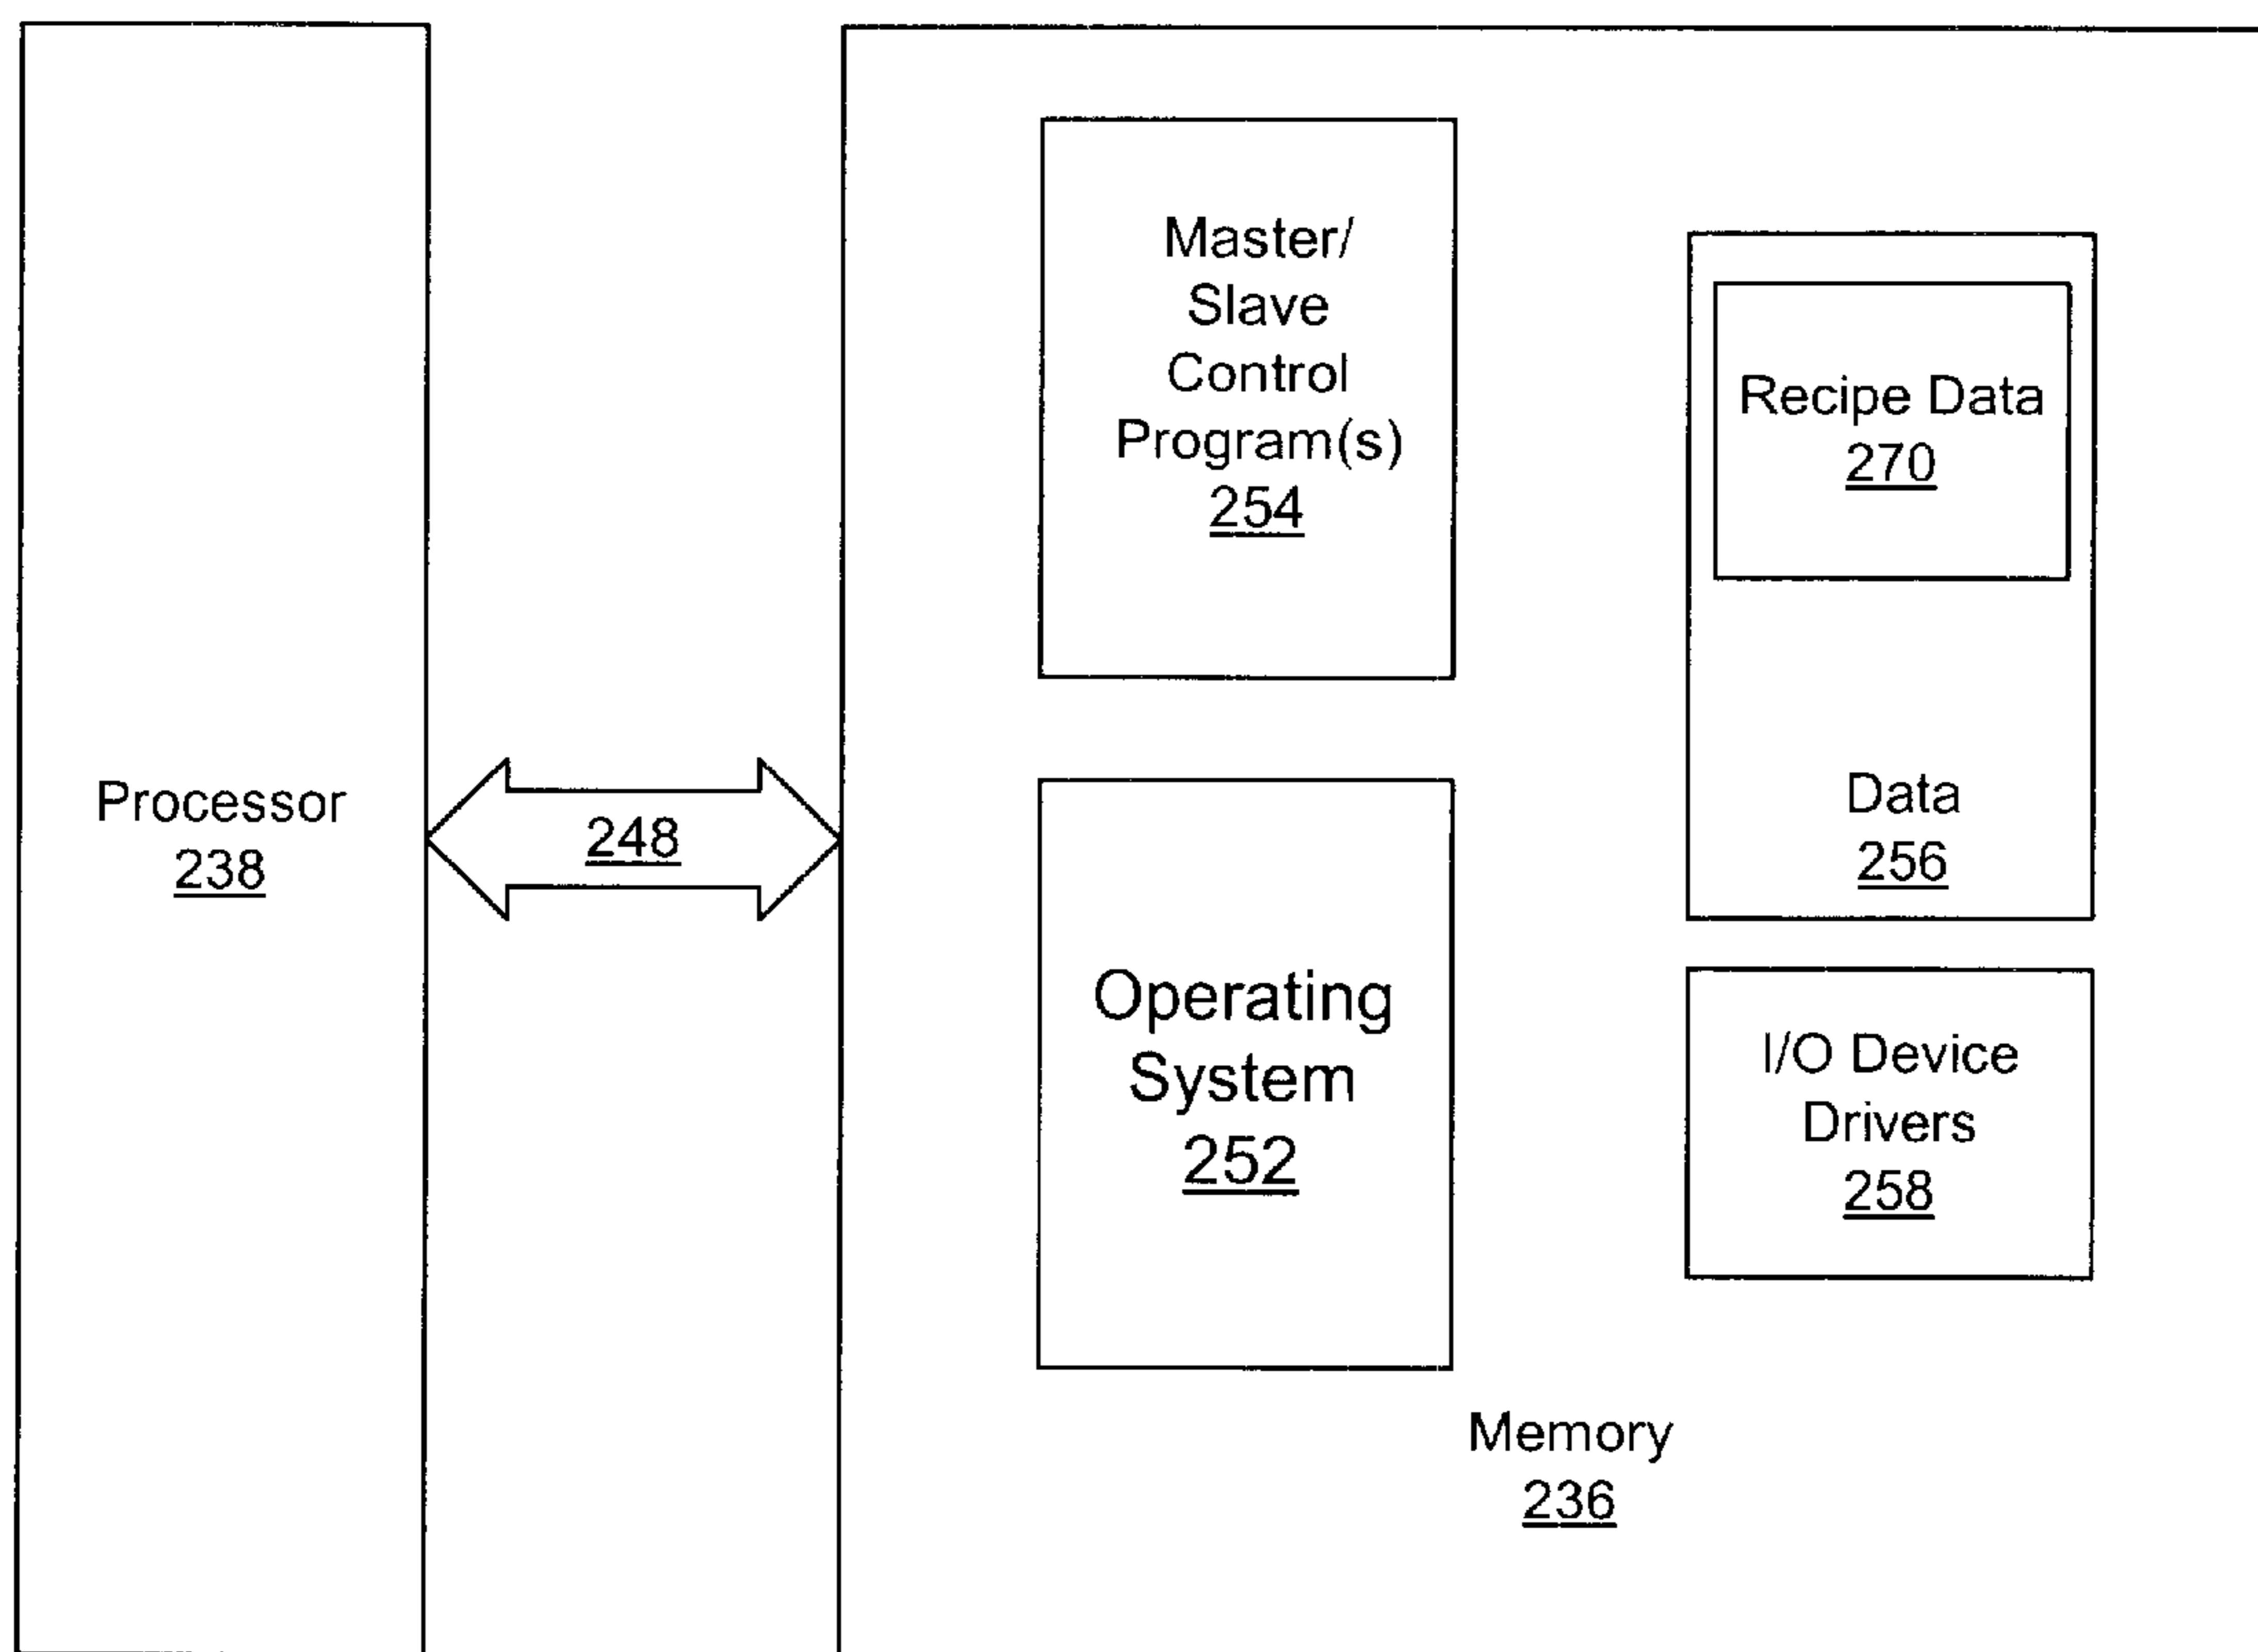 Processor
238
248
Master/
Slave
Control
Program(s)
254
Operating
System
252
Recipe Data
270
Data
256
I/O Device
Drivers
258
Memory
236